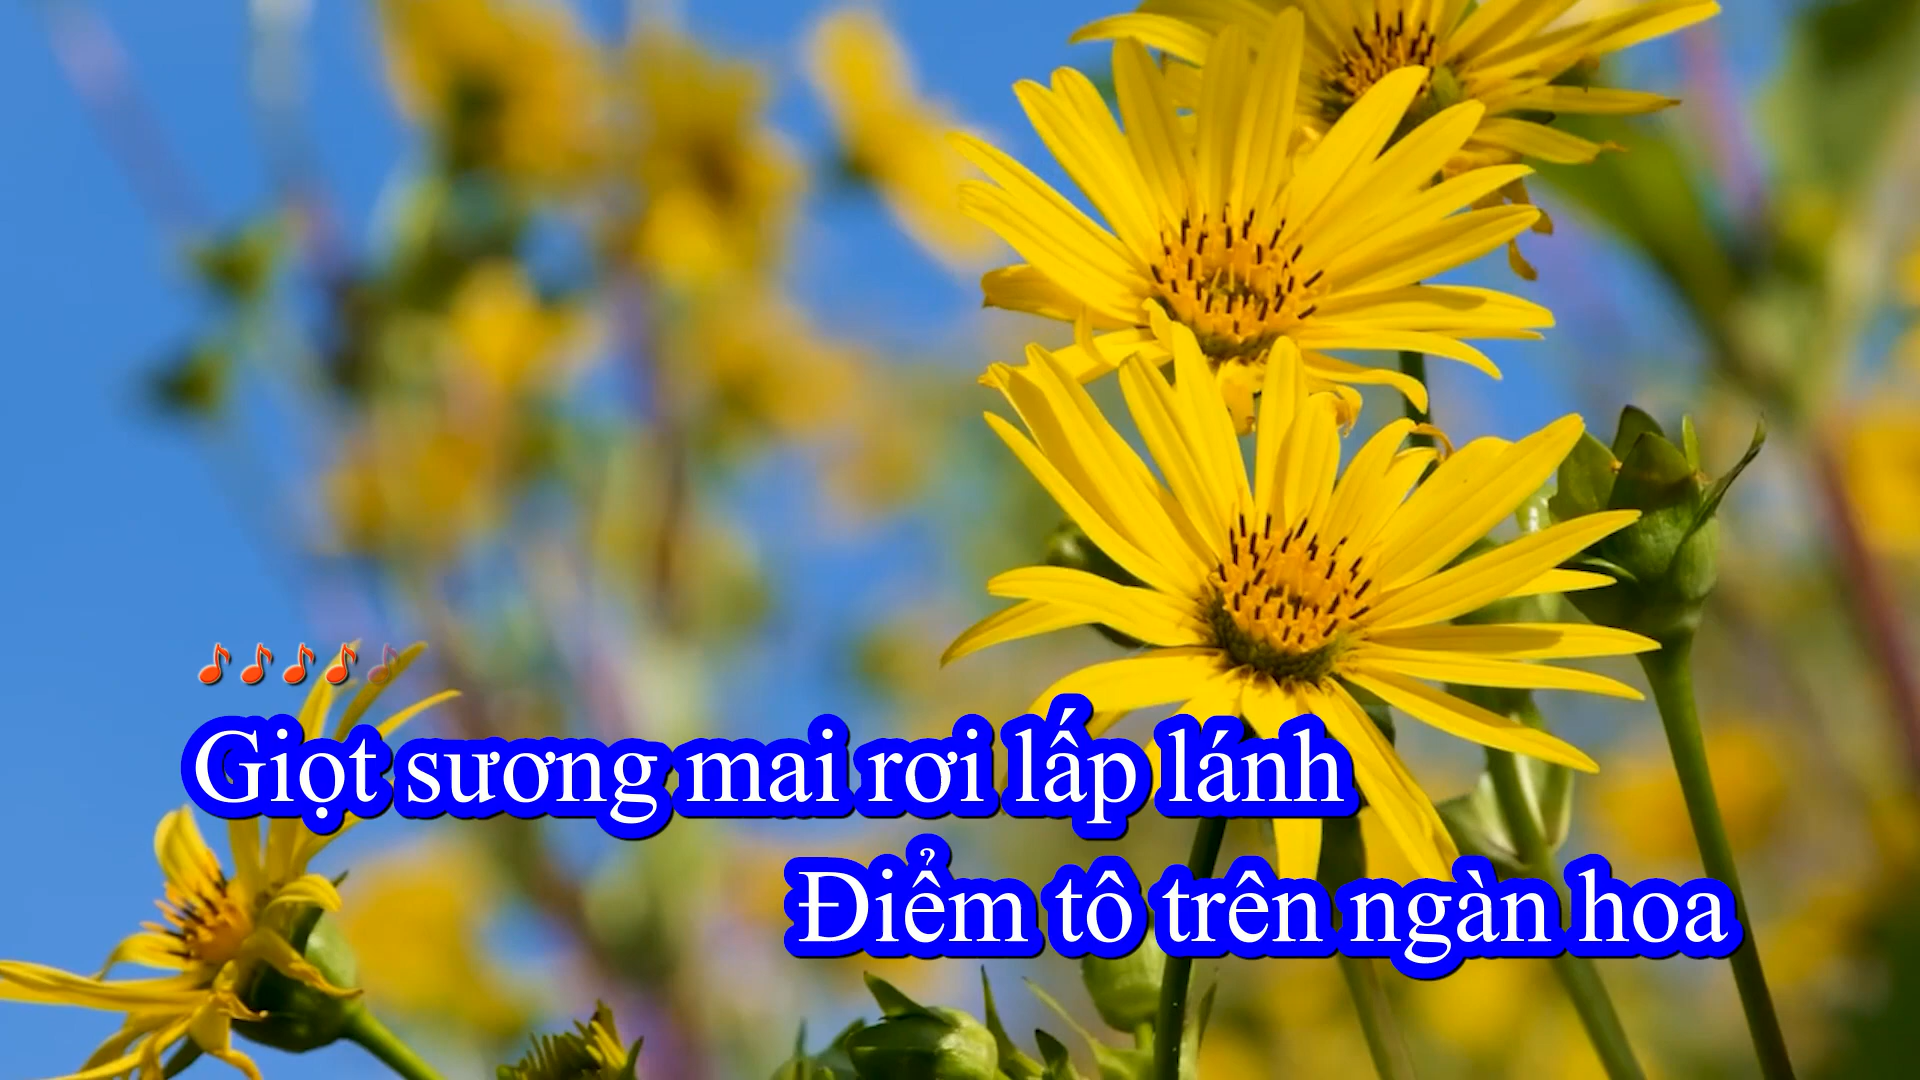 Giọt sương mai rơi lấp lánh
Điểm tô trên ngàn hoa